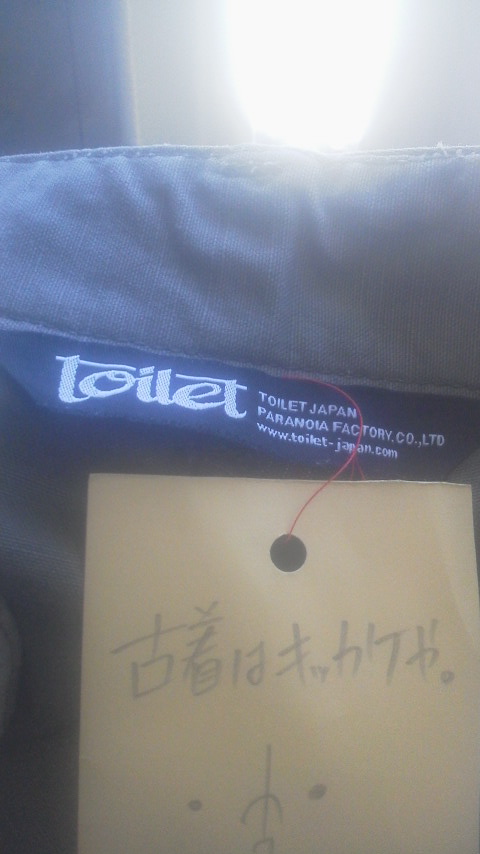 toilet
TOILET JAPAN
PARANOIA FACTORY.CO.,LTD
www.toilet-japan.com
古着はキッカケや。